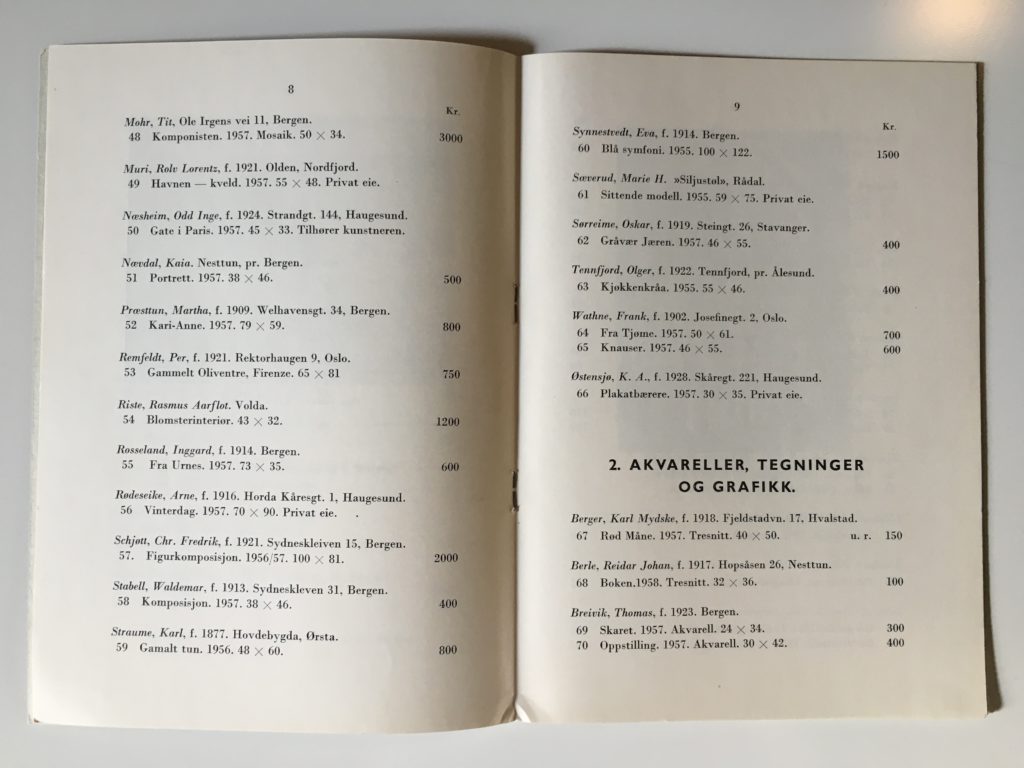 8
Kr.
Mohr, Tit, Ole Irgens vei 11, Bergen.
48 Komponisten. 1957. Mosaik. 50 × 34. 3000
Muri, Rolv Lorentz, f. 1921. Olden, Nordfjord.
49 Havnen — kveld. 1957. 55 × 48. Privat eie.
Næsheim, Odd Inge, f. 1924. Strandgt. 144, Haugesund.
50 Gate i Paris. 1957. 45 × 33. Tilhører kunstneren.
Nævdal, Kaia. Nesttun, pr. Bergen.
51 Portrett. 1957. 38 × 46. 500
Præsttun, Martha, f. 1909. Welhavensgt. 34, Bergen.
52 Kari-Anne. 1957. 79 × 59. 800
Remfeldt, Per, f. 1921. Rektorhaugen 9, Oslo.
53 Gammelt Oliventre, Firenze. 65 × 81 750
Riste, Rasmus Aarflot. Volda.
54 Blomsterinteriør. 43 × 32. 1200
Rosseland, Inggard, f. 1914. Bergen.
55 Fra Urnes. 1957. 73 × 35. 600
Rødeseike, Arne, f. 1916. Horda Kåresgt. 1, Haugesund.
56 Vinterdag. 1957. 70 × 90. Privat eie.
Schjøtt, Chr. Fredrik, f. 1921. Sydneskleiven 15, Bergen.
57. Figurkomposisjon. 1956/57. 100 × 81. 2000
Stabell, Waldemar, f. 1913. Sydneskleven 31, Bergen.
58 Komposisjon. 1957. 38 × 46. 400
Straume, Karl, f. 1877. Hovdebygda, Ørsta.
59 Gamalt tun. 1956. 48 × 60. 800
9
Kr.
Synnestvedt, Eva, f. 1914. Bergen.
60 Blå symfoni. 1955. 100 × 122. 1500
Sæverud, Marie H. »Siljustøl», Rådal.
61 Sittende modell. 1955. 59 × 75. Privat eie.
Sørreime, Oskar, f. 1919. Steingt. 26, Stavanger.
62 Gråvær Jæren. 1957. 46 × 55. 400
Tennfjord, Olger, f. 1922. Tennfjord, pr. Ålesund.
63 Kjøkkenkråa. 1955. 55 × 46. 400
Wathne, Frank, f. 1902. Josefinegt. 2, Oslo.
64 Fra Tjøme. 1957. 50 × 61. 700
65 Knauser. 1957. 46 × 55. 600
Østensjø, K. A., f. 1928. Skåregt. 221, Haugesund.
66 Plakatbærere. 1957. 30 × 35. Privat eie.
2. AKVARELLER, TEGNINGER
OG GRAFIKK.
Berger, Karl Mydske, f. 1918. Fjeldstadvn. 17, Hvalstad.
67 Rød Måne. 1957. Tresnitt. 40 × 50. u. r. 150
Berle, Reidar Johan, f. 1917. Hopsåsen 26, Nesttun.
68 Boken.1958. Tresnitt. 32 × 36. 100
Breivik, Thomas, f. 1923. Bergen.
69 Skaret. 1957. Akvarell. 24 × 34. 300
70 Oppstilling. 1957. Akvarell. 30 × 42. 400